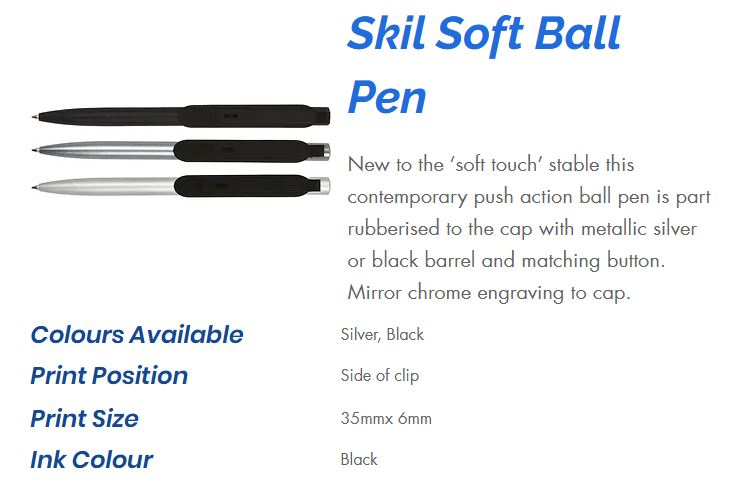 Skil Soft Ball
Pen
New to the ‘soft touch’ stable this
contemporary push action ball pen is part
rubberised to the cap with metallic silver
or black barrel and matching button.
Mirror chrome engraving to cap.
Colours Available Silver, Black
Print Position Side of clip
Print Size 35mmx 6mm
Ink Colour Black